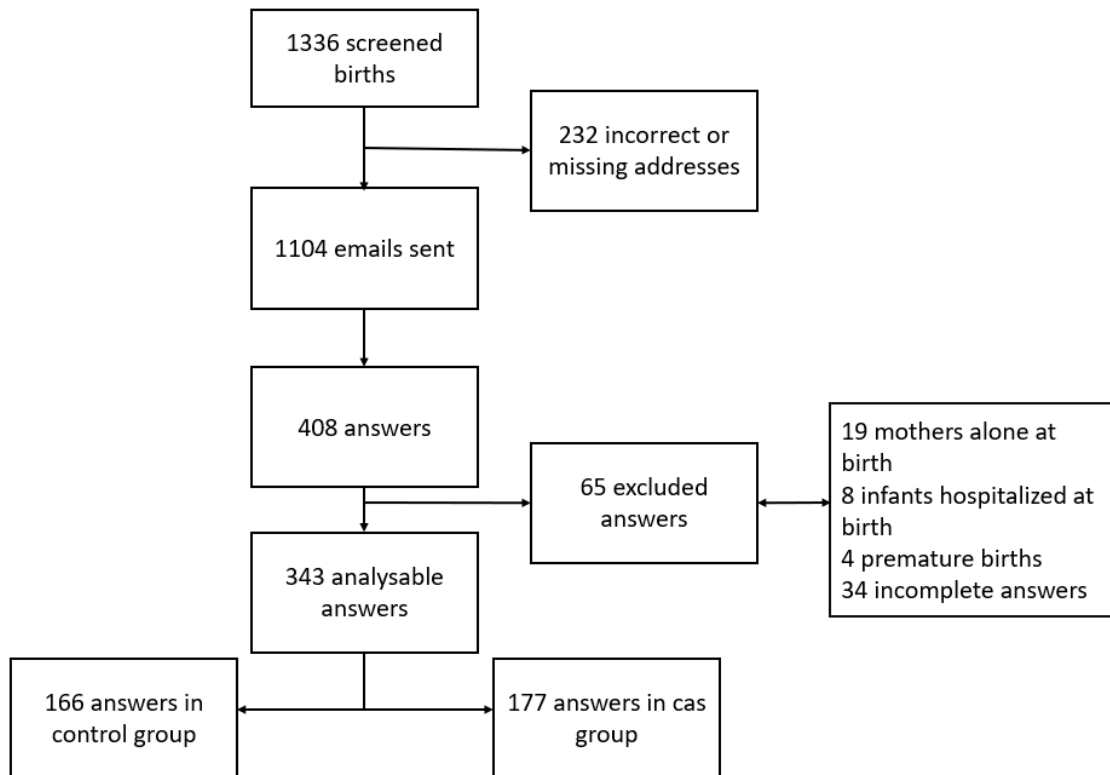 1336 screened
births
232 incorrect or
missing addresses
1104 emails sent
408 answers
19 mothers alone at
birth
8 infants hospitalized at
birth
4 premature births
34 incomplete answers
65 excluded
answers
343 analysable
answers
166 answers in
control group
177 answers in cas
group